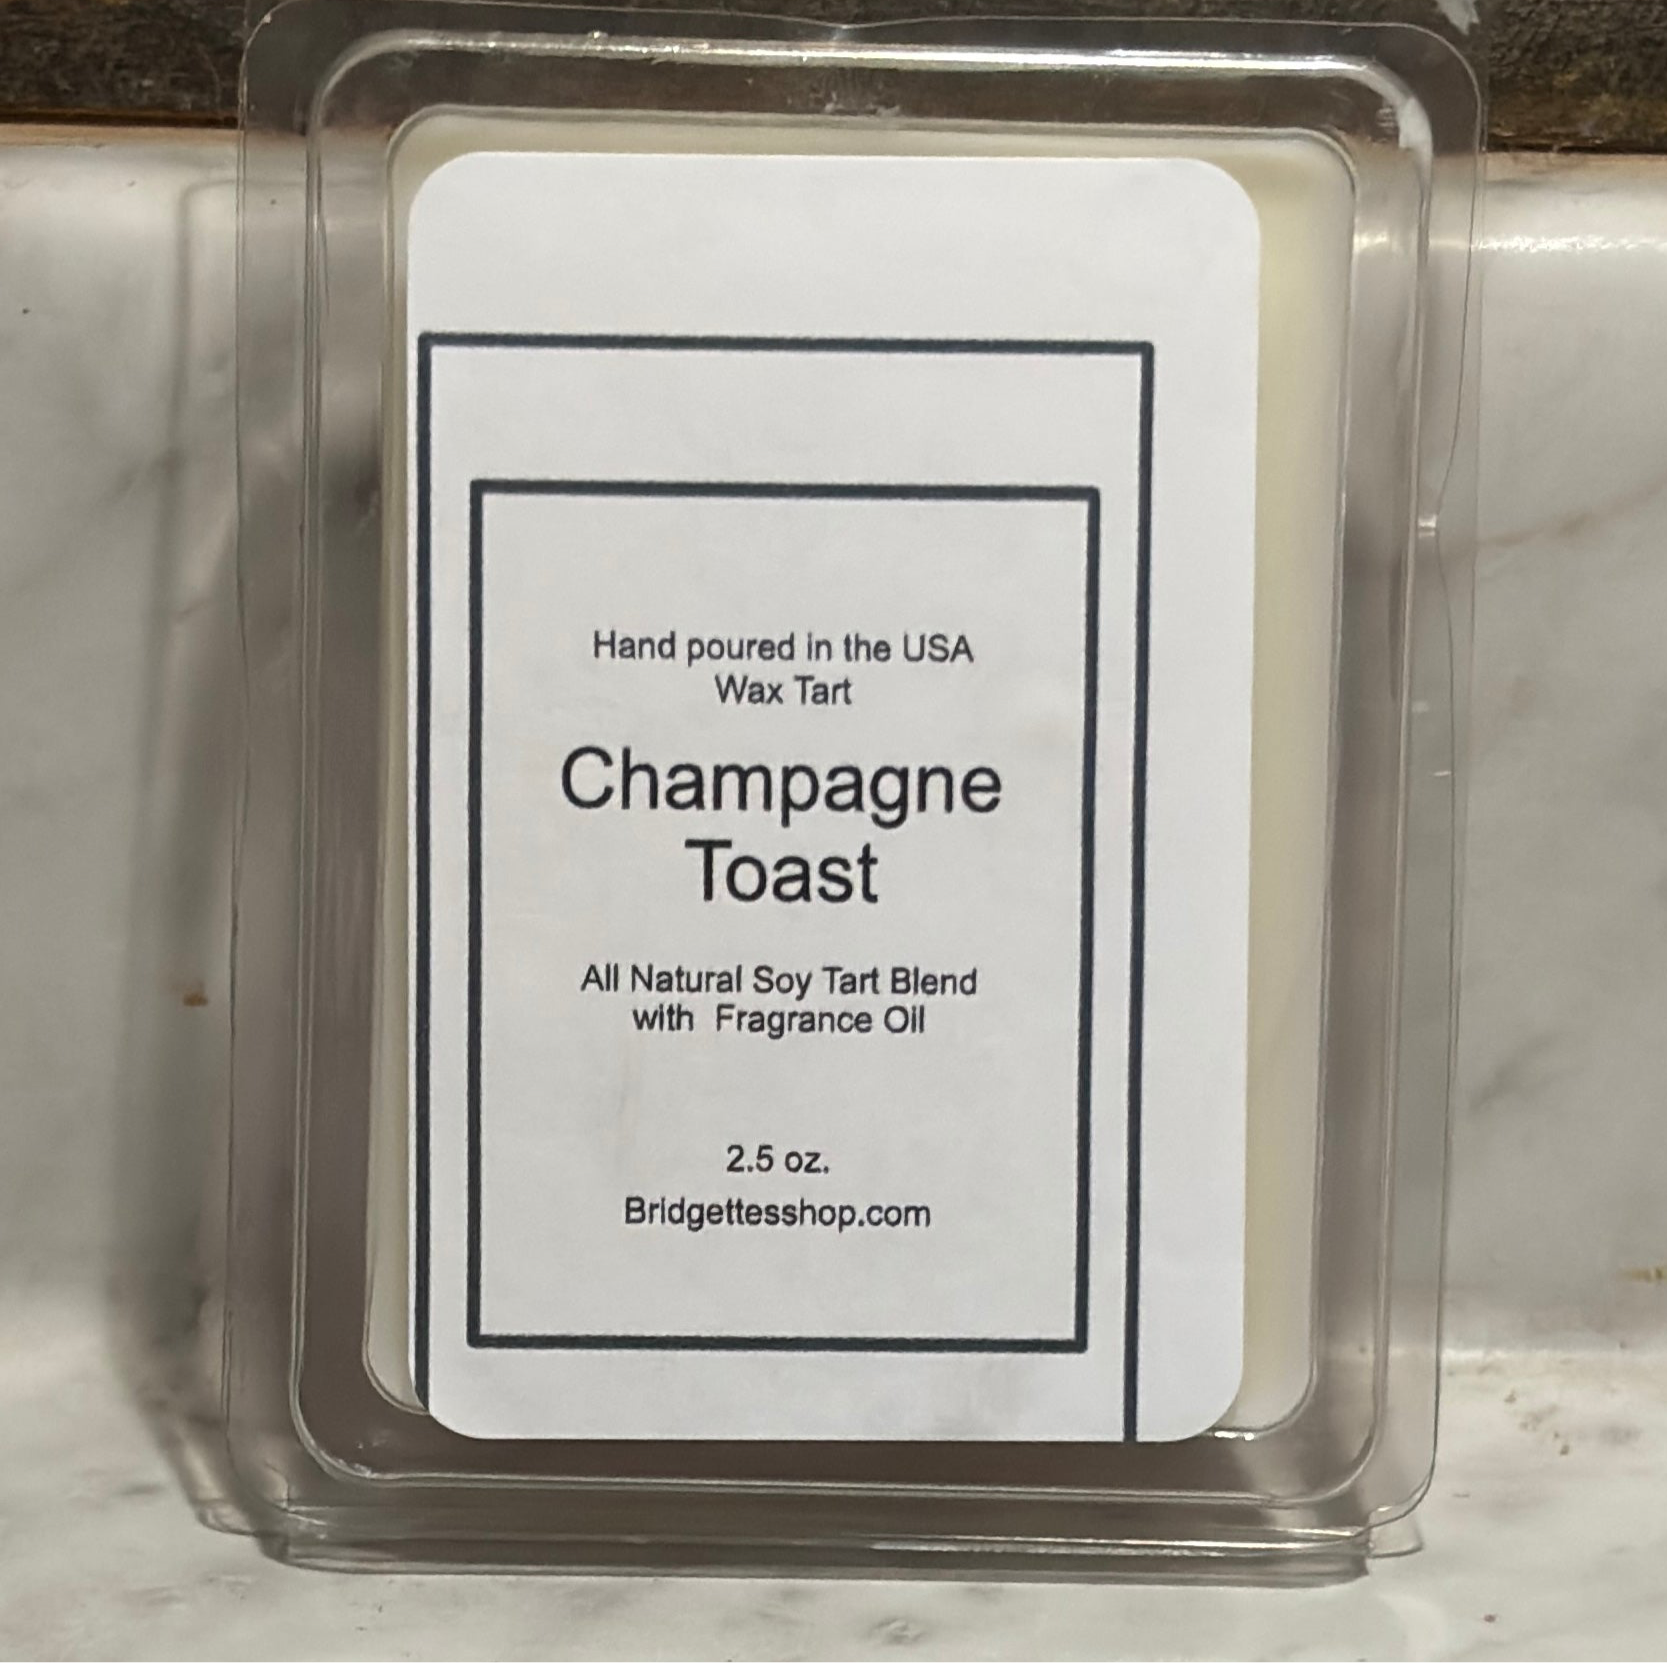 Hand poured in the USA
Wax Tart
Champagne
Toast
All Natural Soy Tart Blend
with  Fragrance Oil
2.5 oz.
Bridgettesshop.com